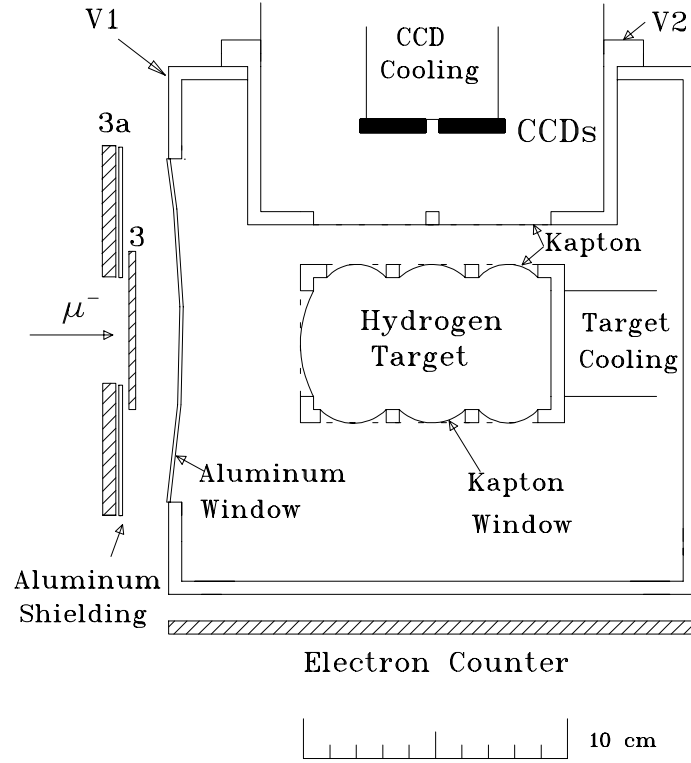 V1
V2
CCD
Cooling
CCDs
3a
3
Kapton
μ⁻
Hydrogen
Target
Target
Cooling
Aluminum
Window
Kapton
Window
Aluminum
Shielding
Electron Counter
10 cm